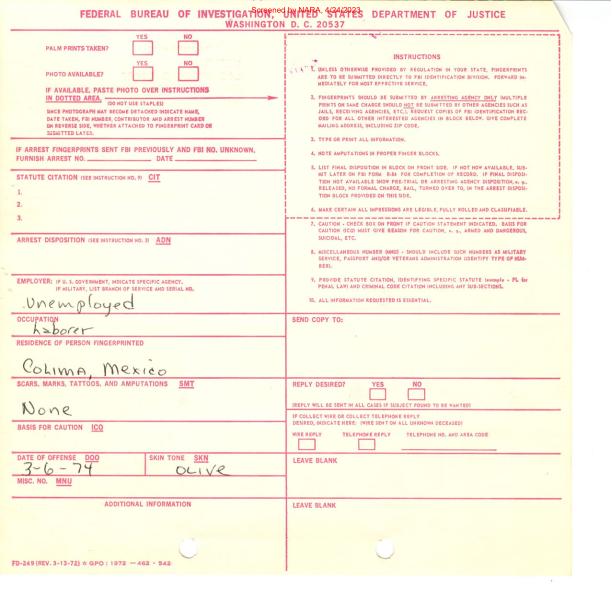 Screened by NARA, 4/24/2023
FEDERAL BUREAU OF INVESTIGATION, UNITED STATES DEPARTMENT OF JUSTICE
WASHINGTON D. C. 20537
YES NO
PALM PRINTS TAKEN?
YES NO
PHOTO AVAILABLE?
IF AVAILABLE, PASTE PHOTO OVER INSTRUCTIONS
IN DOTTED AREA.
(DO NOT USE STAPLES)
SINCE PHOTOGRAPH MAY BECOME DETACHED INDICATE NAME,
DATE TAKEN, FBI NUMBER, CONTRIBUTOR AND ARREST NUMBER
ON REVERSE SIDE, WHETHER ATTACHED TO FINGERPRINT CARD OR
SUBMITTED LATER.
IF ARREST FINGERPRINTS SENT FBI PREVIOUSLY AND FBI NO. UNKNOWN,
FURNISH ARREST NO. DATE
STATUTE CITATION (SEE INSTRUCTION NO. 9) CIT
1.
2.
3.
ARREST DISPOSITION (SEE INSTRUCTION NO. 5) ADN
EMPLOYER: IF U. S. GOVERNMENT, INDICATE SPECIFIC AGENCY.
IF MILITARY, LIST BRANCH OF SERVICE AND SERIAL NO.
Unemployed
OCCUPATION
Laborer
RESIDENCE OF PERSON FINGERPRINTED
Colima, Mexico
SCARS, MARKS, TATTOOS, AND AMPUTATIONS SMT
None
BASIS FOR CAUTION ICO
DATE OF OFFENSE DOO SKIN TONE SKN
3-6-74 OLIVE
MISC. NO. MNU
ADDITIONAL INFORMATION
INSTRUCTIONS
1. UNLESS OTHERWISE PROVIDED BY REGULATION IN YOUR STATE, FINGERPRINTS
ARE TO BE SUBMITTED DIRECTLY TO FBI IDENTIFICATION DIVISION. FORWARD IM-
MEDIATELY FOR MOST EFFECTIVE SERVICE.
2. FINGERPRINTS SHOULD BE SUBMITTED BY ARRESTING AGENCY ONLY (MULTIPLE
PRINTS ON SAME CHARGE SHOULD NOT BE SUBMITTED BY OTHER AGENCIES SUCH AS
JAILS, RECEIVING AGENCIES, ETC.). REQUEST COPIES OF FBI IDENTIFICATION REC-
ORD FOR ALL OTHER INTERESTED AGENCIES IN BLOCK BELOW. GIVE COMPLETE
MAILING ADDRESS, INCLUDING ZIP CODE.
3. TYPE OR PRINT ALL INFORMATION.
4. NOTE AMPUTATIONS IN PROPER FINGER BLOCKS.
5. LIST FINAL DISPOSITION IN BLOCK ON FRONT SIDE. IF NOT NOW AVAILABLE, SUB-
MIT LATER ON FBI FORM R-84 FOR COMPLETION OF RECORD. IF FINAL DISPOSI-
TION NOT AVAILABLE SHOW PRE-TRIAL OR ARRESTING AGENCY DISPOSITION, e. g.,
RELEASED, NO FORMAL CHARGE, BAIL, TURNED OVER TO, IN THE ARREST DISPOSI-
TION BLOCK PROVIDED ON THIS SIDE.
6. MAKE CERTAIN ALL IMPRESSIONS ARE LEGIBLE, FULLY ROLLED AND CLASSIFIABLE.
7. CAUTION - CHECK BOX ON FRONT IF CAUTION STATEMENT INDICATED. BASIS FOR
CAUTION (ICO) MUST GIVE REASON FOR CAUTION, e. g., ARMED AND DANGEROUS,
SUICIDAL, ETC.
8. MISCELLANEOUS NUMBER (MNU) - SHOULD INCLUDE SUCH NUMBERS AS MILITARY
SERVICE, PASSPORT AND/OR VETERANS ADMINISTRATION (IDENTIFY TYPE OF NUM-
BER).
9. PROVIDE STATUTE CITATION, IDENTIFYING SPECIFIC STATUTE (example - PL for
PENAL LAW) AND CRIMINAL CODE CITATION INCLUDING ANY SUB-SECTIONS.
10. ALL INFORMATION REQUESTED IS ESSENTIAL.
SEND COPY TO:
REPLY DESIRED? YES NO
(REPLY WILL BE SENT IN ALL CASES IF SUBJECT FOUND TO BE WANTED)
IF COLLECT WIRE OR COLLECT TELEPHONE REPLY
DESIRED, INDICATE HERE: (WIRE SENT ON ALL UNKNOWN DECEASED)
WIRE REPLY TELEPHONE REPLY TELEPHONE NO. AND AREA CODE
LEAVE BLANK
LEAVE BLANK
FD-249 (REV. 3-13-72) ☆ GPO : 1973 - 462 - 542